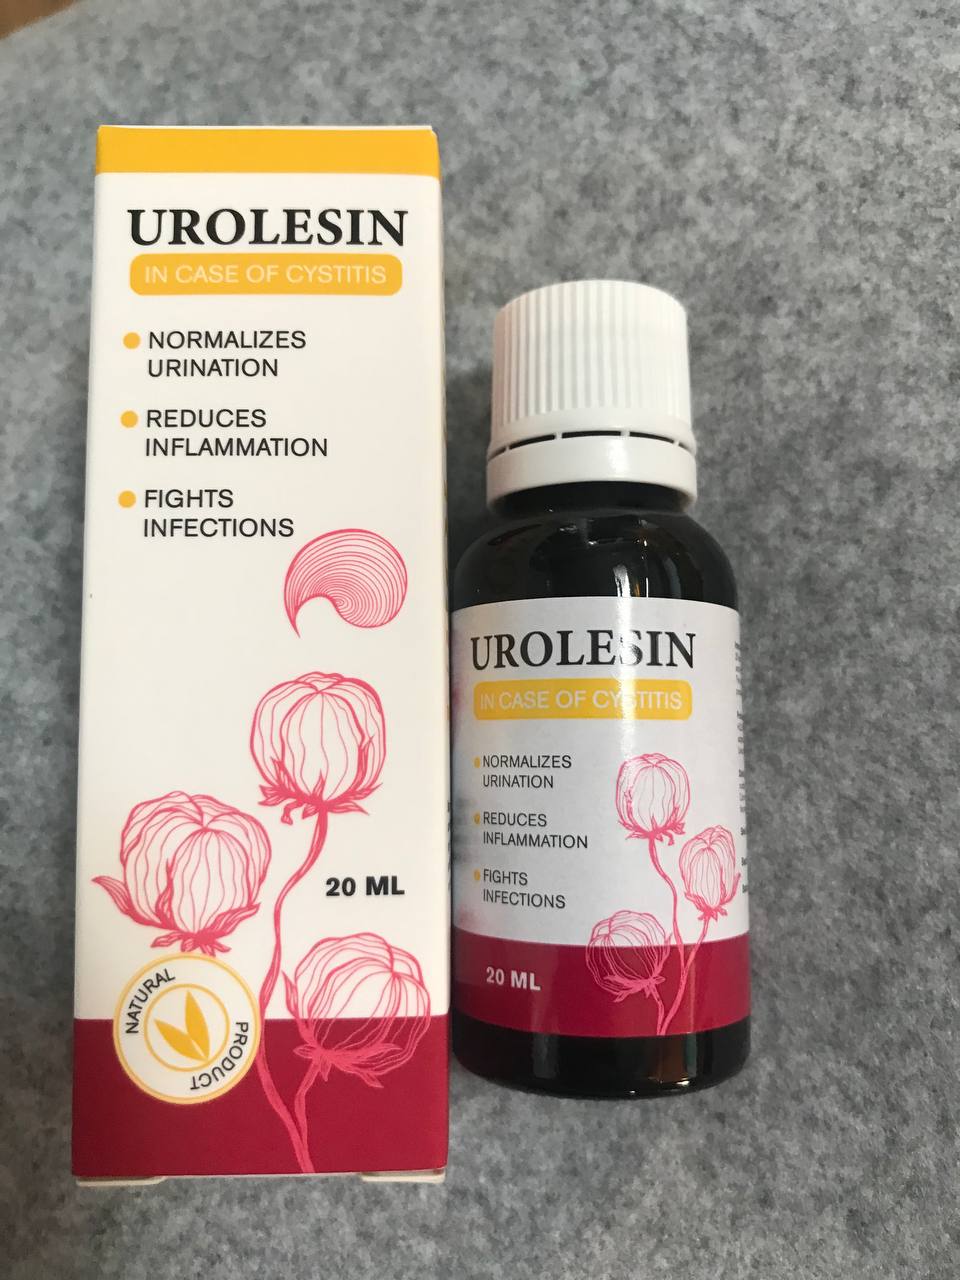 UROLESIN
IN CASE OF CYSTITIS
NORMALIZES
URINATION
REDUCES
INFLAMMATION
FIGHTS
INFECTIONS
20 ML
NATURAL
PRODUCT
UROLESIN
IN CASE OF CYSTITIS
NORMALIZES
URINATION
REDUCES
INFLAMMATION
FIGHTS
INFECTIONS
20 ML